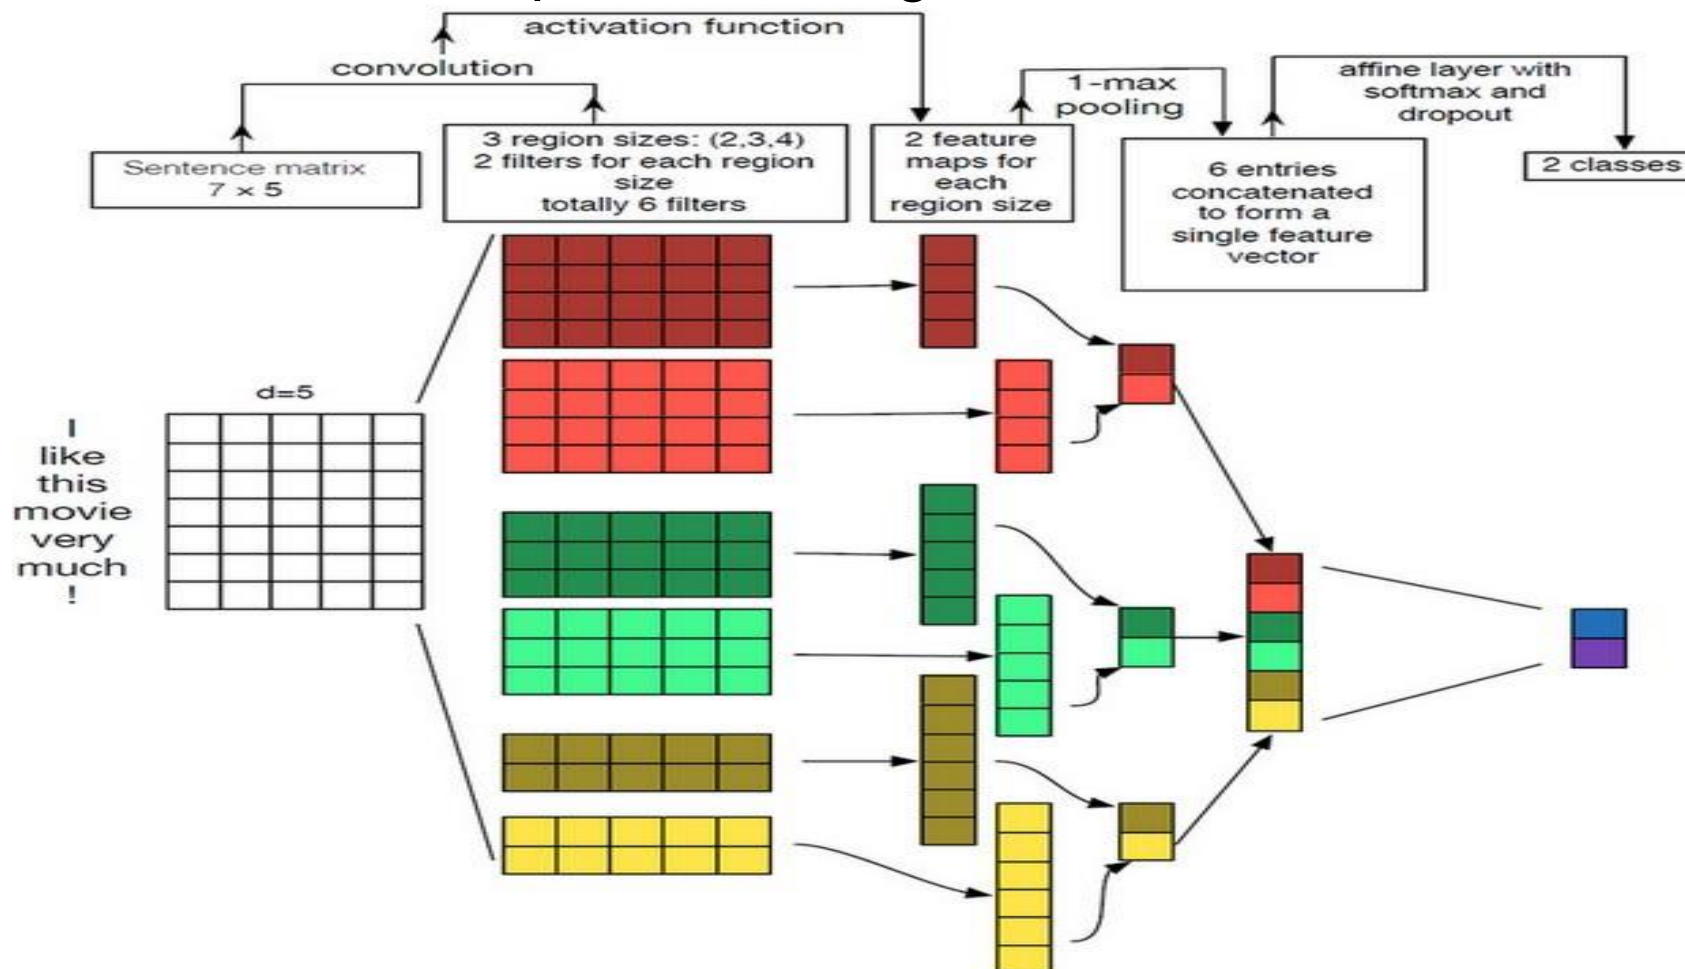 activation function
convolution
1-max
pooling
affine layer with
softmax and
dropout
Sentence matrix
7 × 5
3 region sizes: (2,3,4)
2 filters for each region
size
totally 6 filters
2 feature
maps for
each
region size
6 entries
concatenated
to form a
single feature
vector
2 classes
d=5
I
like
this
movie
very
much
!